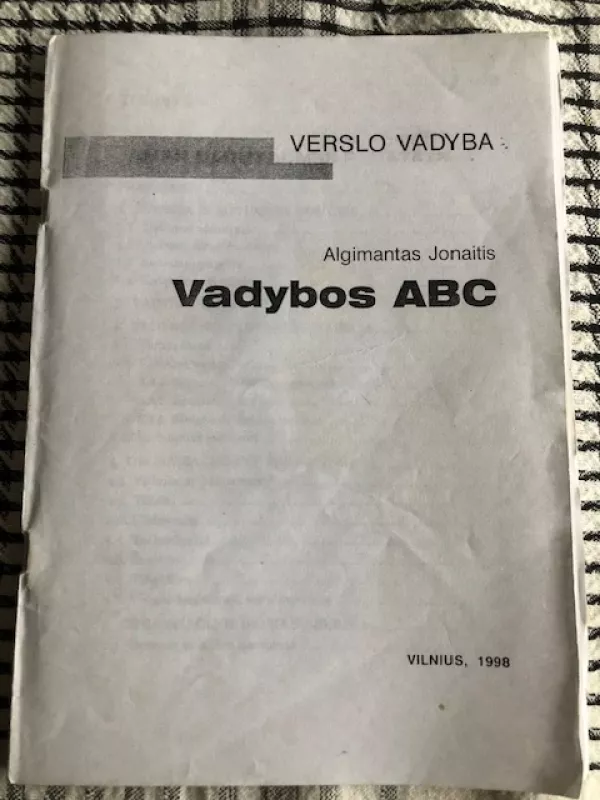 VERSLO VADYBA
Algimantas Jonaitis
Vadybos ABC
VILNIUS, 1998